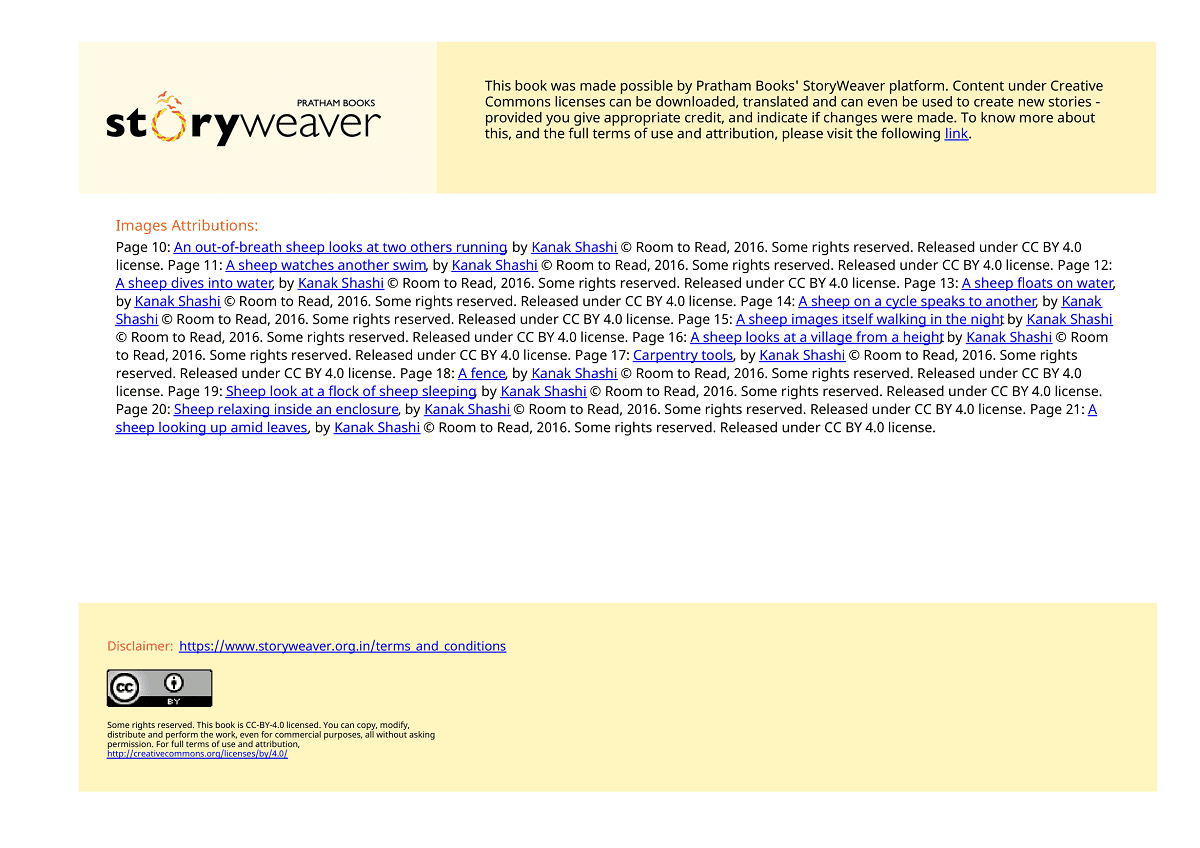 PRATHAM BOOKS
storyweaver
This book was made possible by Pratham Books' StoryWeaver platform. Content under Creative
Commons licenses can be downloaded, translated and can even be used to create new stories -
provided you give appropriate credit, and indicate if changes were made. To know more about
this, and the full terms of use and attribution, please visit the following link.
Images Attributions:
Page 10: An out-of-breath sheep looks at two others running, by Kanak Shashi © Room to Read, 2016. Some rights reserved. Released under CC BY 4.0
license. Page 11: A sheep watches another swim, by Kanak Shashi © Room to Read, 2016. Some rights reserved. Released under CC BY 4.0 license. Page 12:
A sheep dives into water, by Kanak Shashi © Room to Read, 2016. Some rights reserved. Released under CC BY 4.0 license. Page 13: A sheep floats on water,
by Kanak Shashi © Room to Read, 2016. Some rights reserved. Released under CC BY 4.0 license. Page 14: A sheep on a cycle speaks to another, by Kanak
Shashi © Room to Read, 2016. Some rights reserved. Released under CC BY 4.0 license. Page 15: A sheep images itself walking in the night, by Kanak Shashi
© Room to Read, 2016. Some rights reserved. Released under CC BY 4.0 license. Page 16: A sheep looks at a village from a height, by Kanak Shashi © Room
to Read, 2016. Some rights reserved. Released under CC BY 4.0 license. Page 17: Carpentry tools, by Kanak Shashi © Room to Read, 2016. Some rights
reserved. Released under CC BY 4.0 license. Page 18: A fence, by Kanak Shashi © Room to Read, 2016. Some rights reserved. Released under CC BY 4.0
license. Page 19: Sheep look at a flock of sheep sleeping, by Kanak Shashi © Room to Read, 2016. Some rights reserved. Released under CC BY 4.0 license.
Page 20: Sheep relaxing inside an enclosure, by Kanak Shashi © Room to Read, 2016. Some rights reserved. Released under CC BY 4.0 license. Page 21: A
sheep looking up amid leaves, by Kanak Shashi © Room to Read, 2016. Some rights reserved. Released under CC BY 4.0 license.
Disclaimer: https://www.storyweaver.org.in/terms_and_conditions
cc BY
Some rights reserved. This book is CC-BY-4.0 licensed. You can copy, modify,
distribute and perform the work, even for commercial purposes, all without asking
permission. For full terms of use and attribution,
http://creativecommons.org/licenses/by/4.0/